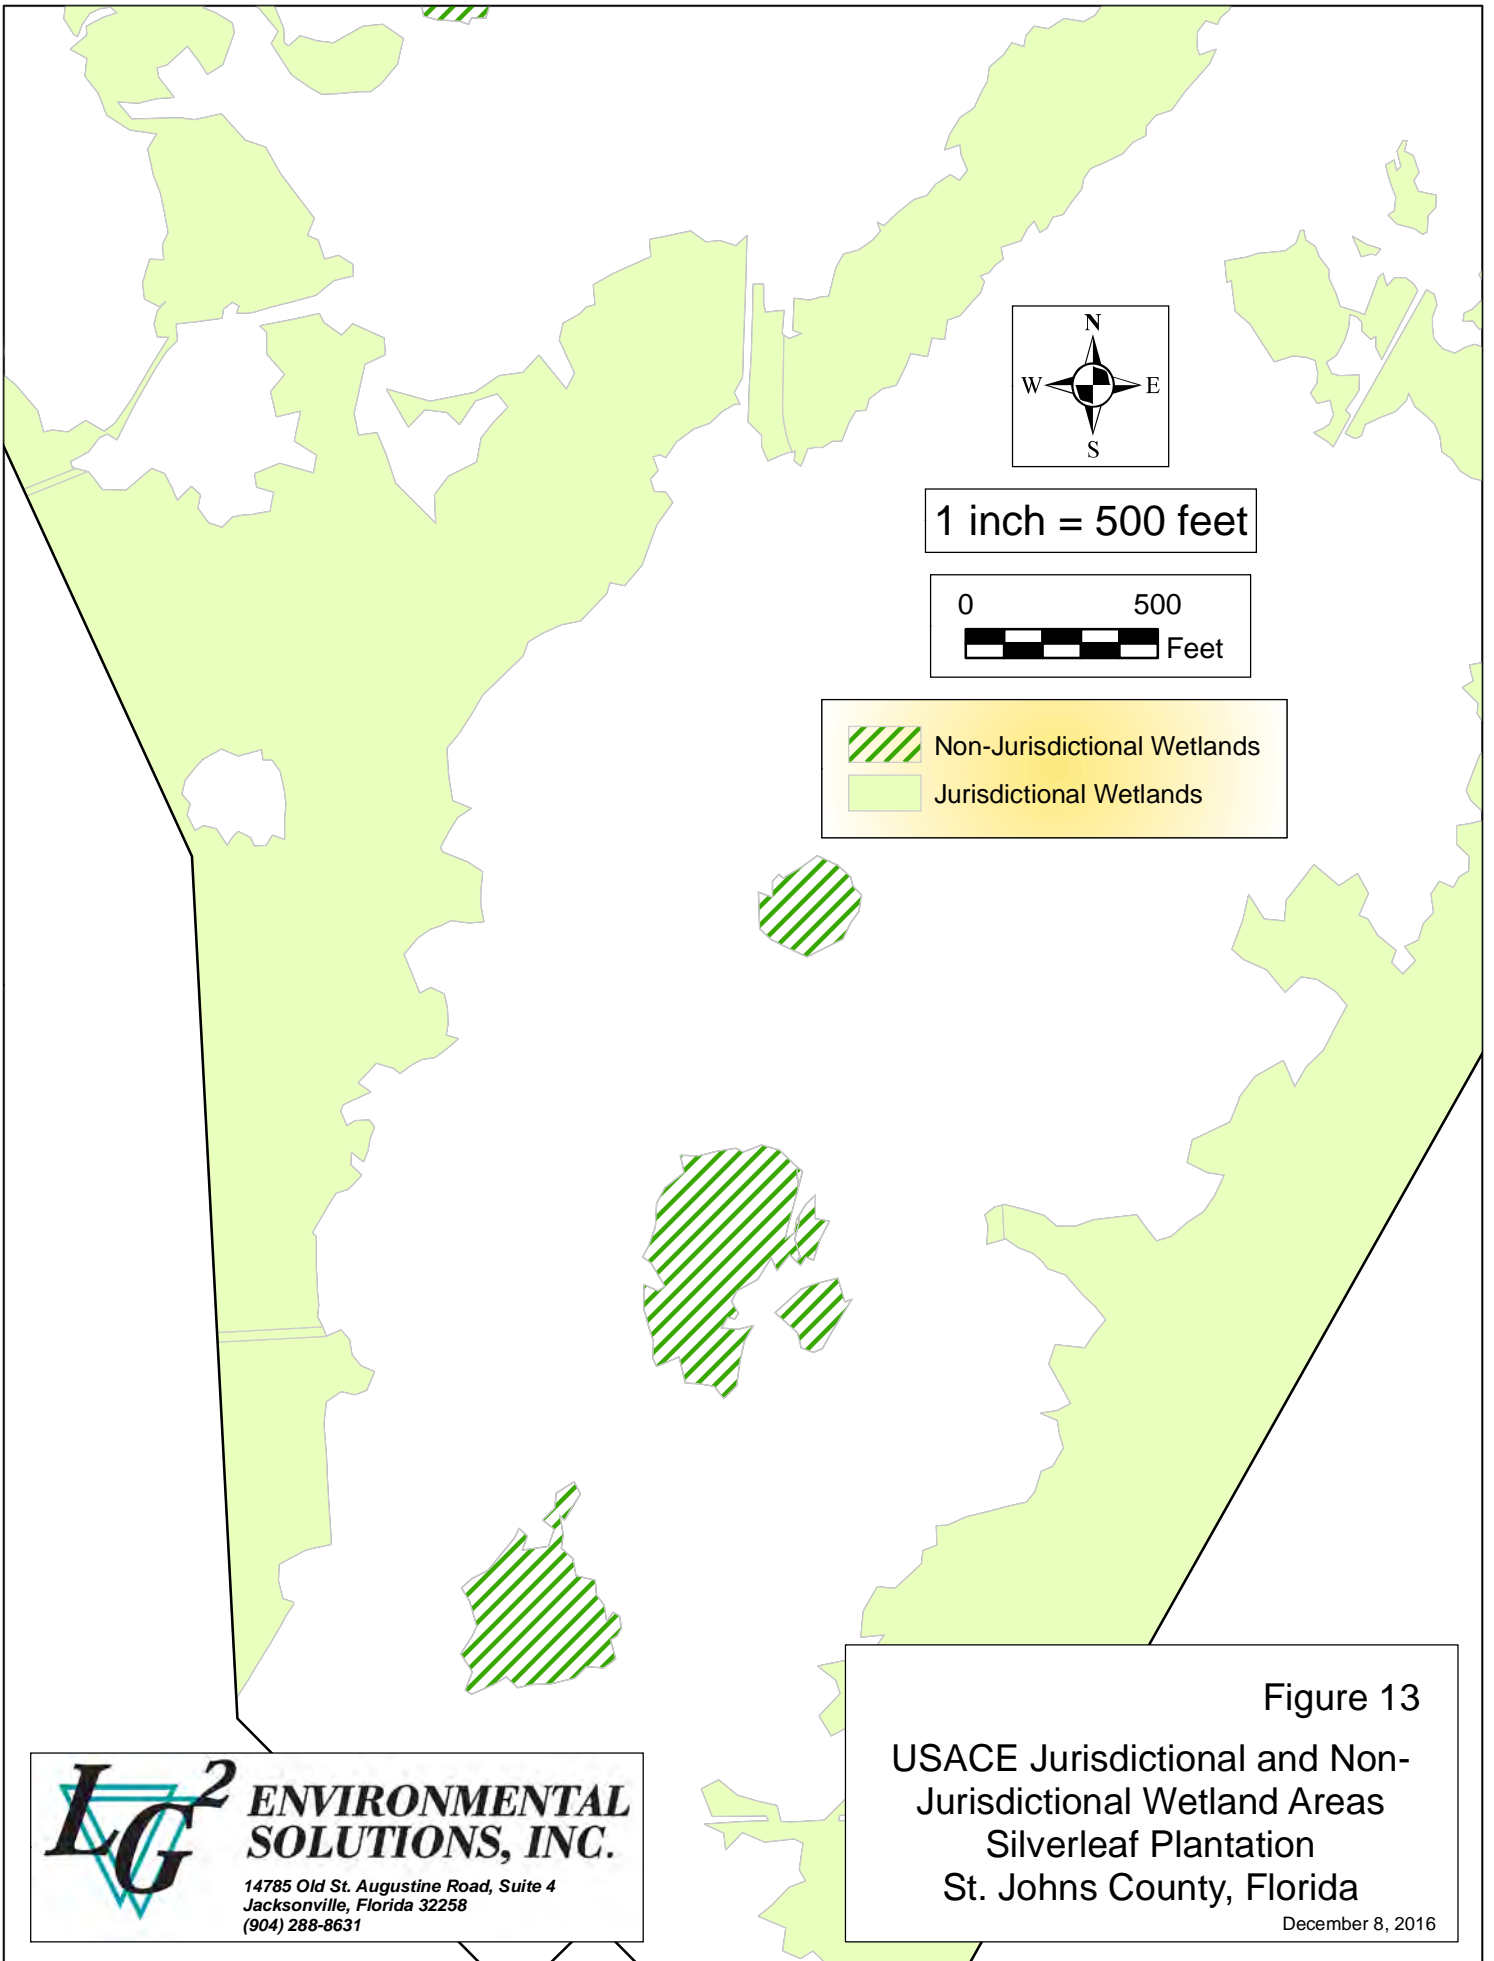 N
W E
S
1 inch = 500 feet
0 500
Feet
Non-Jurisdictional Wetlands
Jurisdictional Wetlands
Figure 13
USACE Jurisdictional and Non-
Jurisdictional Wetland Areas
Silverleaf Plantation
St. Johns County, Florida
December 8, 2016
LG2 ENVIRONMENTAL
SOLUTIONS, INC.
14785 Old St. Augustine Road, Suite 4
Jacksonville, Florida 32258
(904) 288-8631